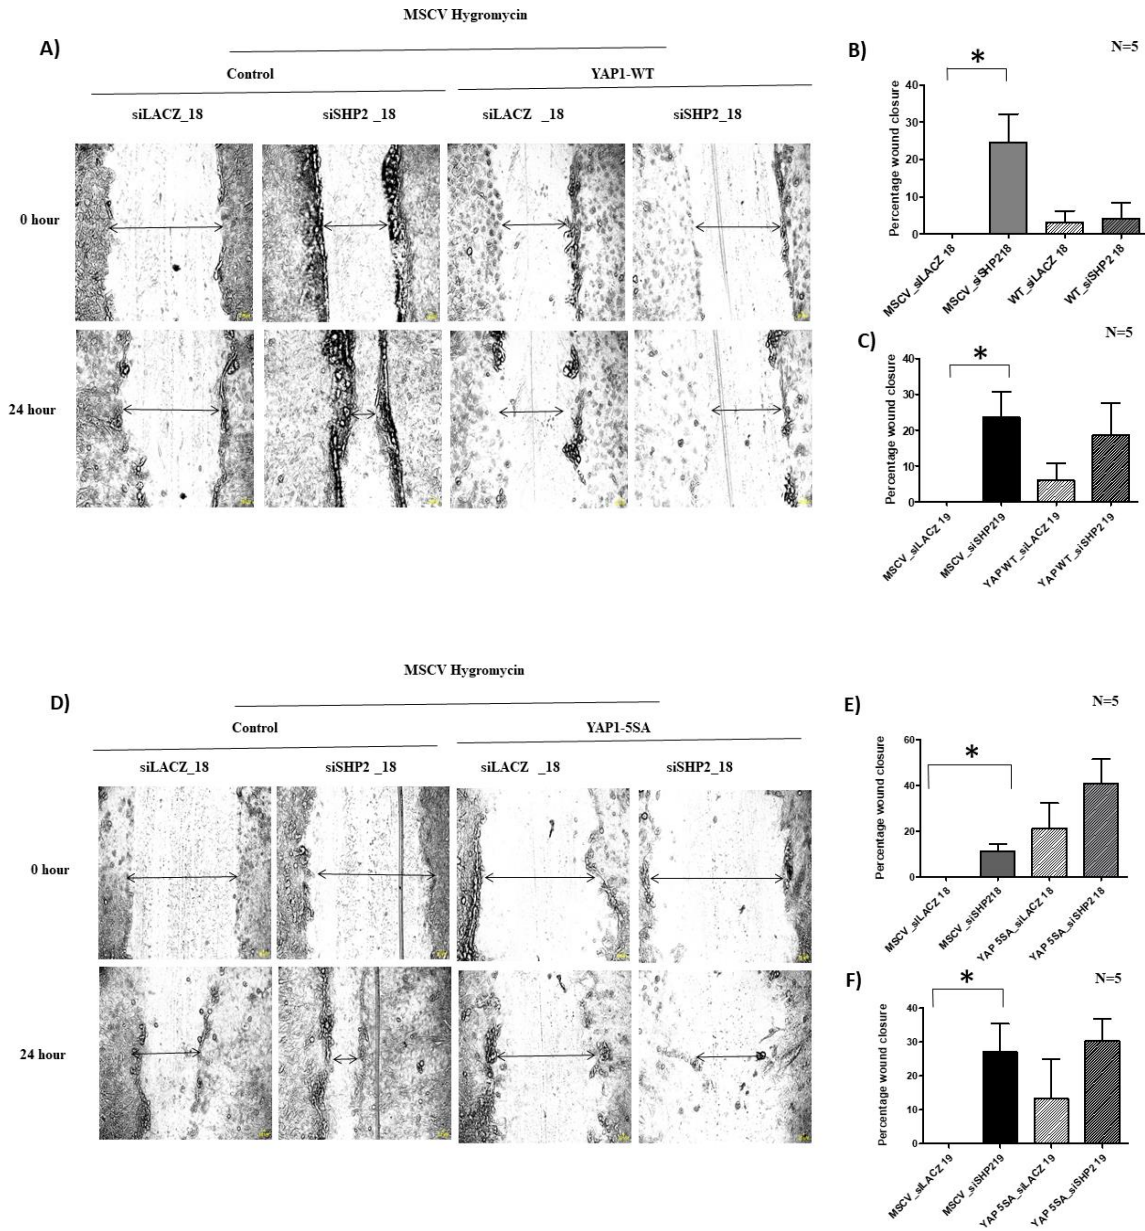 MSCV Hygromycin
A)
Control
YAP1-WT
siLACZ_18
siSHP2 _18
siLACZ _18
siSHP2_18
0 hour
24 hour
B)
N=5
*
Percentage wound closure
40
30
20
10
0
MSCV_siLACZ 18
MSCV_siSHP218
WT_siLACZ 18
WT_siSHP2 18
C)
N=5
*
Percentage wound closure
40
30
20
10
0
MSCV_siLACZ 19
MSCV_siSHP219
YAPWT_siLACZ 19
YAPWT_siSHP2 19
MSCV Hygromycin
D)
Control
YAP1-5SA
siLACZ_18
siSHP2 _18
siLACZ _18
siSHP2_18
0 hour
24 hour
E)
N=5
*
Percentage wound closure
60
40
20
0
MSCV_siLACZ 18
MSCV_siSHP218
YAP 5SA_siLACZ 18
YAP 5SA_siSHP2 18
F)
N=5
*
Percentage wound closure
40
30
20
10
0
MSCV_siLACZ 19
MSCV_siSHP219
YAP 5SA_siLACZ 19
YAP 5SA_siSHP2 19